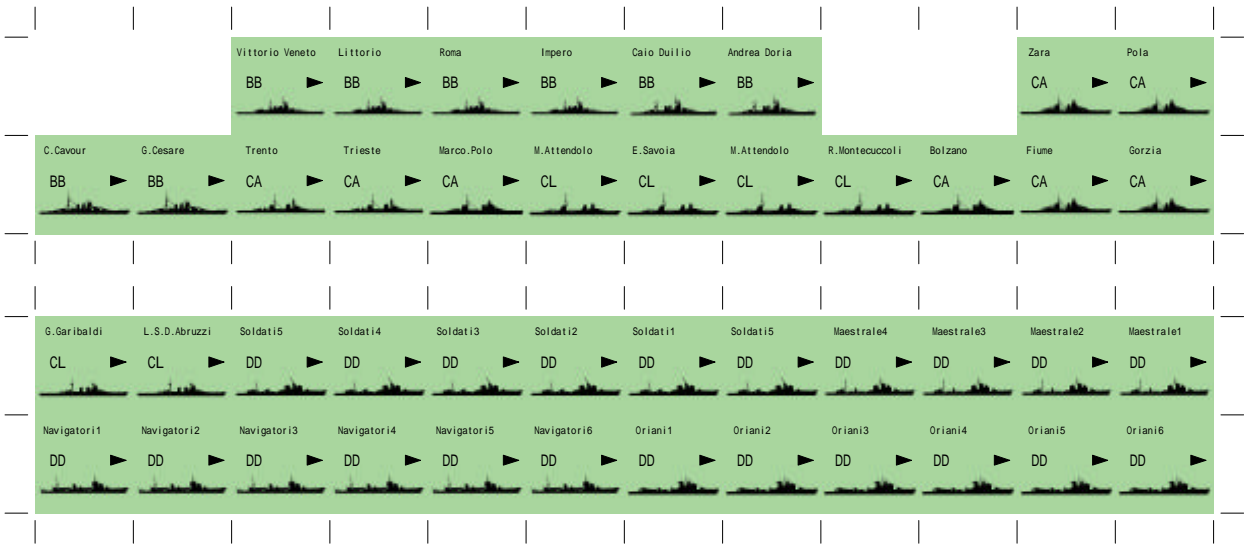 Vittorio Veneto Littorio Roma Impero Caio Duilio Andrea Doria Zara Pola
BB BB BB BB BB BB CA CA
C.Cavour G.Cesare Trento Trieste Marco.Polo M.Attendolo E.Savoia M.Attendolo R.Montecuccoli Bolzano Fiume Gorzia
BB BB CA CA CA CL CL CL CL CA CA CA
G.Garibaldi L.S.D.Abruzzi Soldati5 Soldati4 Soldati3 Soldati2 Soldati1 Soldati5 Maestrale4 Maestrale3 Maestrale2 Maestrale1
CL CL DD DD DD DD DD DD DD DD DD DD
Navigatori1 Navigatori2 Navigatori3 Navigatori4 Navigatori5 Navigatori6 Oriani1 Oriani2 Oriani3 Oriani4 Oriani5 Oriani6
DD DD DD DD DD DD DD DD DD DD DD DD